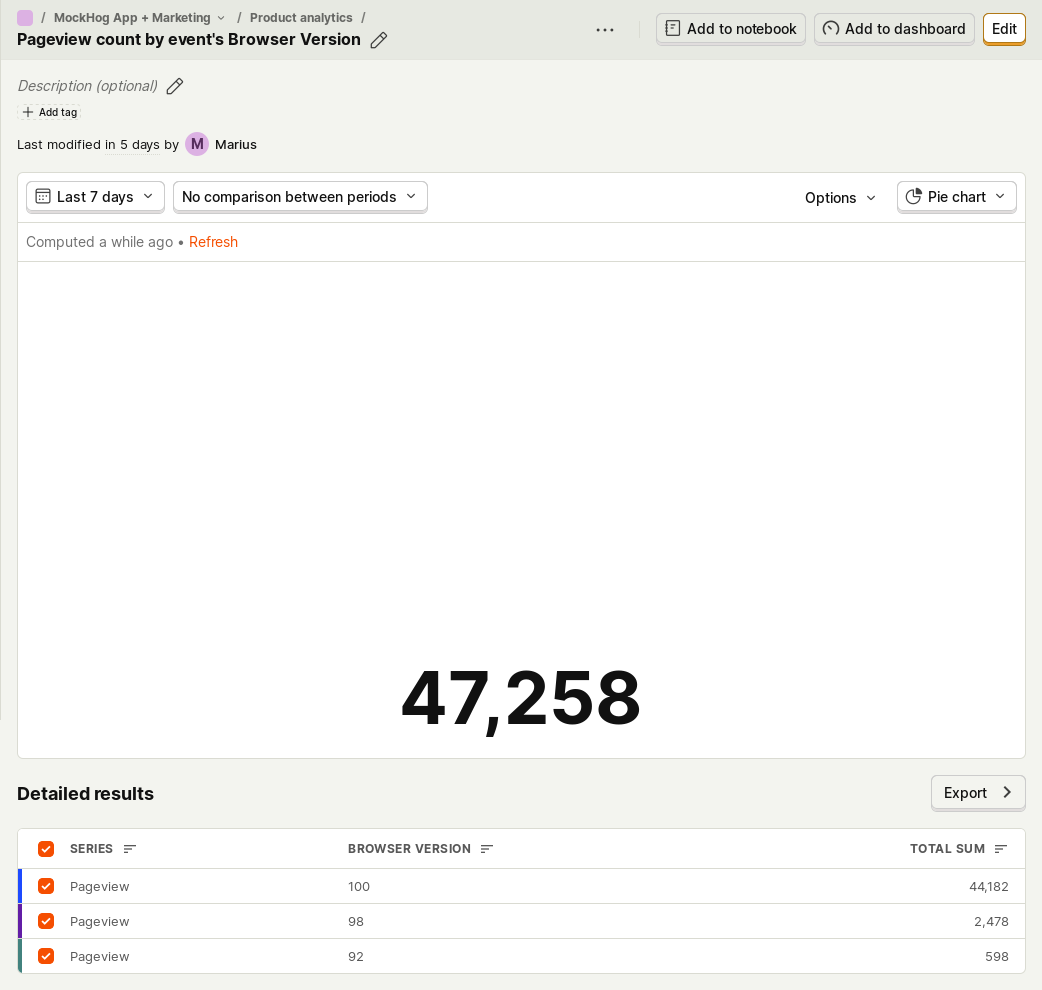 / MockHog App + Marketing / Product analytics /
Pageview count by event's Browser Version
Add to notebook
Add to dashboard
Edit
Description (optional)
Add tag
Last modified in 5 days by M Marius
Last 7 days
No comparison between periods
Options
Pie chart
Computed a while ago • Refresh
47,258
Detailed results
Export
SERIES BROWSER VERSION TOTAL SUM
Pageview 100 44,182
Pageview 98 2,478
Pageview 92 598